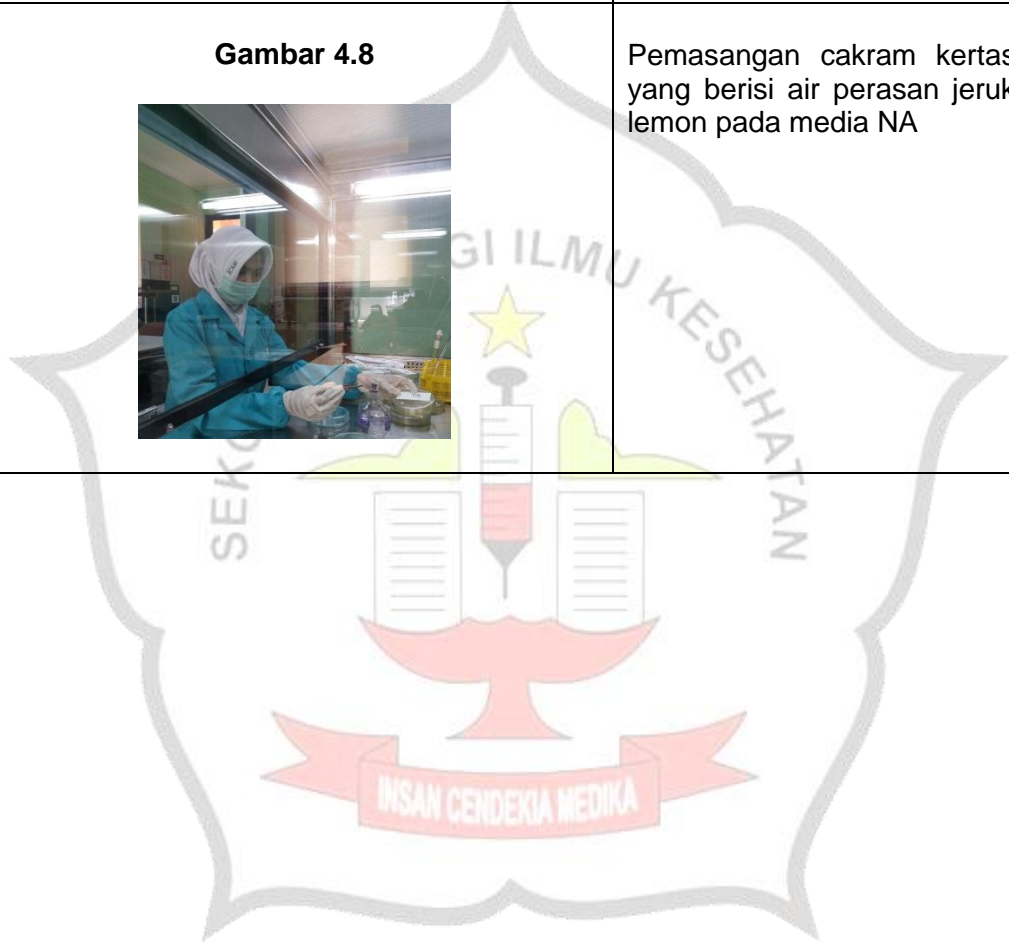 Gambar 4.8
Pemasangan cakram kertas
yang berisi air perasan jeruk
lemon pada media NA
GI ILMU KESEHATAN
SEKO
INSAN CENDEKIA MEDIKA